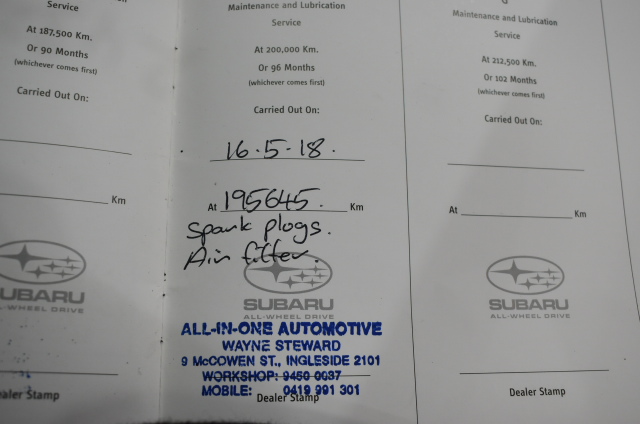 Service
At 187,500 Km.
Or 90 Months
(whichever comes first)
Carried Out On:
Km
SUBARU
-WHEEL DRIVE
Stamp
Maintenance and Lubrication
Service
At 200,000 Km.
Or 96 Months
(whichever comes first)
Carried Out On:
16.5-18.
At 195645. Km
Spark plogs.
Air filter.
SUBARU
ALL-WHEEL DRIVE
ALL-IN-ONE AUTOMOTIVE
WAYNE STEWARD
9 McCOWEN ST., INGLESIDE 2101
WORKSHOP: 9450 0037
MOBILE: 0419 991 301
Dealer Stamp
Maintenance and Lubrication
Service
At 212,500 Km.
Or 102 Months
(whichever comes first)
Carried Out On:
At Km
SUBARU
ALL-WHEEL DRIVE
Dealer Stamp